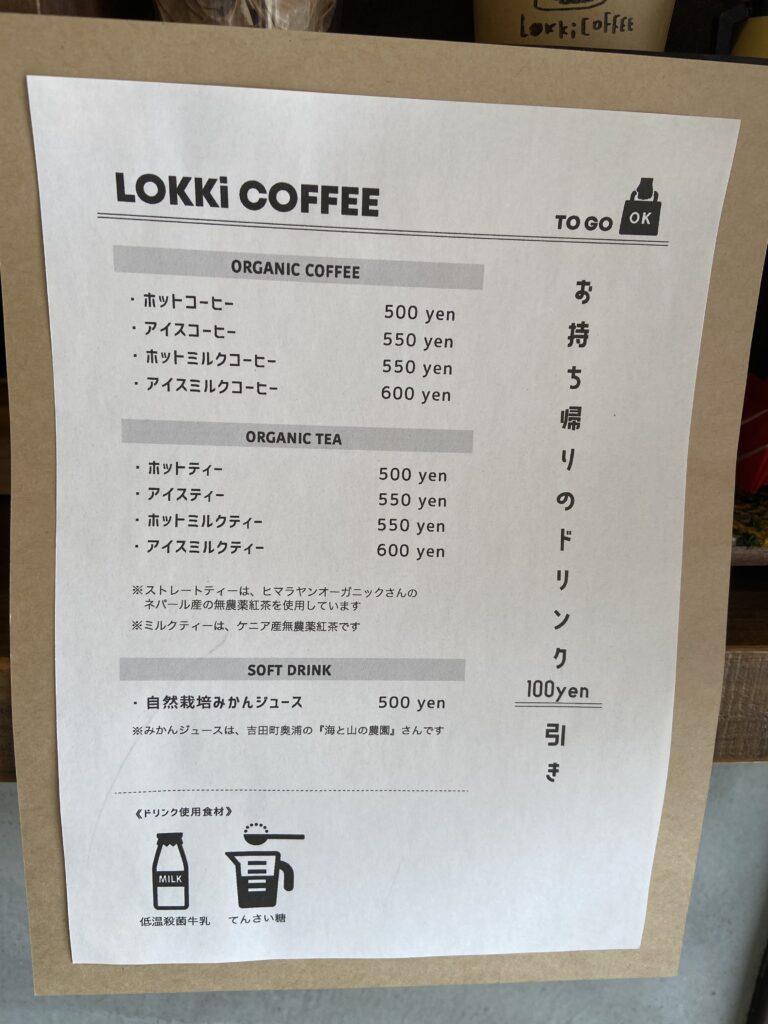 LokkiCOFFEE
LOKKi COFFEE
TO GO OK
ORGANIC COFFEE
・ホットコーヒー 500 yen
・アイスコーヒー 550 yen
・ホットミルクコーヒー 550 yen
・アイスミルクコーヒー 600 yen
ORGANIC TEA
・ホットティー 500 yen
・アイスティー 550 yen
・ホットミルクティー 550 yen
・アイスミルクティー 600 yen
※ストレートティーは、ヒマラヤンオーガニックさんの
ネパール産の無農薬紅茶を使用しています
※ミルクティーは、ケニア産無農薬紅茶です
SOFT DRINK
・自然栽培みかんジュース 500 yen
※みかんジュースは、吉田町奥浦の『海と山の農園』さんです
お持ち帰りのドリンク100yen引き
《ドリンク使用食材》
MILK
低温殺菌牛乳 てんさい糖